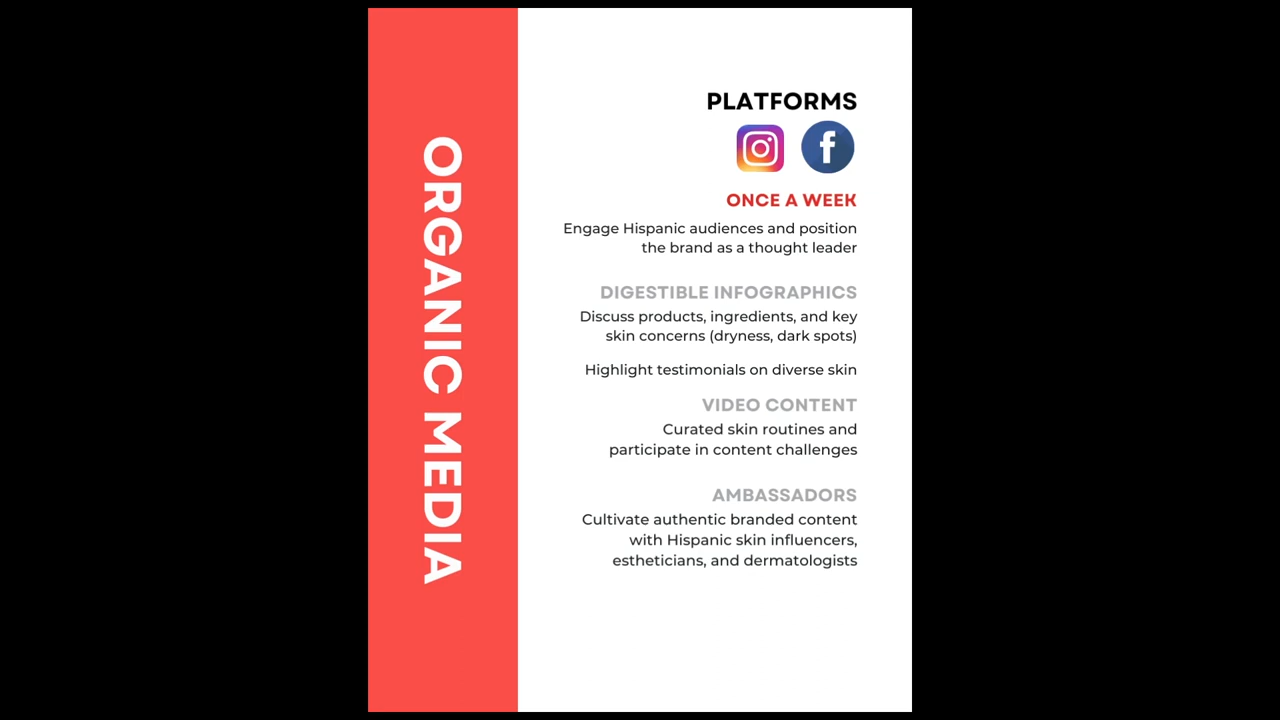 ORGANIC MEDIA
PLATFORMS
ONCE A WEEK
Engage Hispanic audiences and position
the brand as a thought leader
DIGESTIBLE INFOGRAPHICS
Discuss products, ingredients, and key
skin concerns (dryness, dark spots)
Highlight testimonials on diverse skin
VIDEO CONTENT
Curated skin routines and
participate in content challenges
AMBASSADORS
Cultivate authentic branded content
with Hispanic skin influencers,
estheticians, and dermatologists